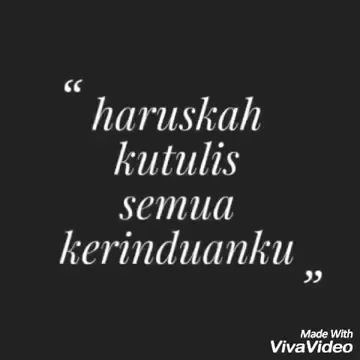 “
haruskah
kutulis
semua
kerinduanku
”
Made With
VivaVideo